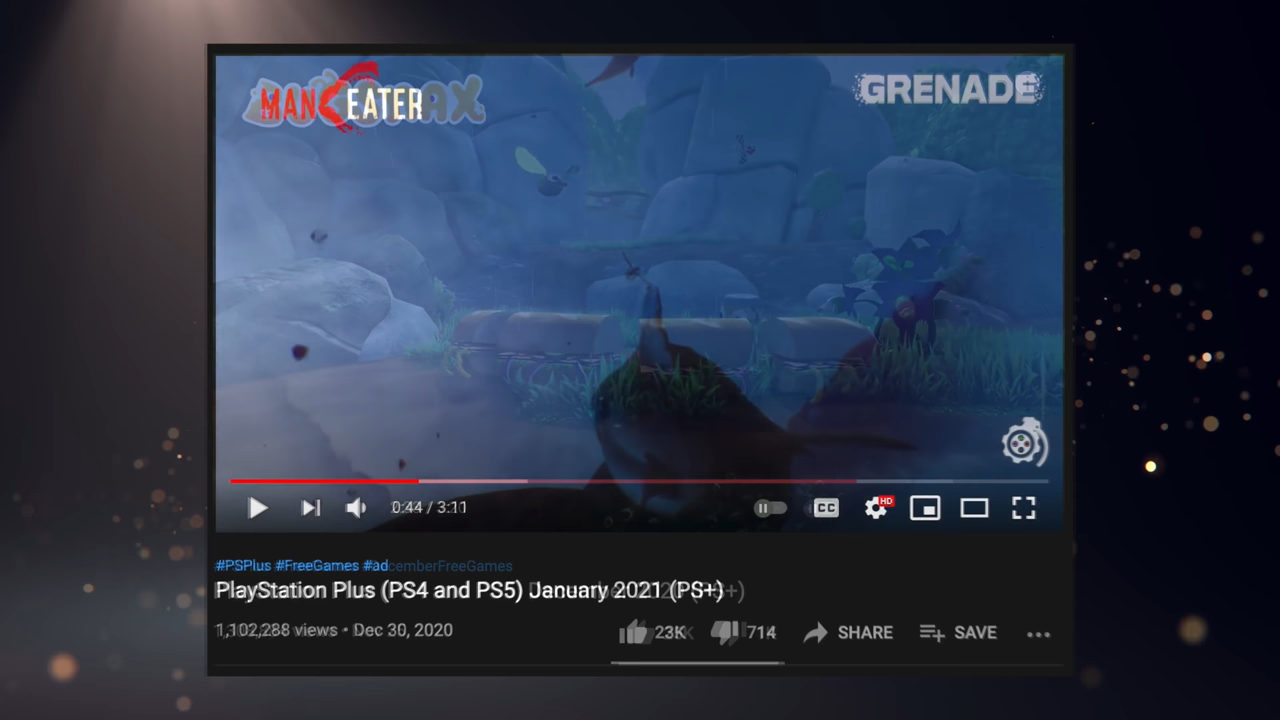 MANEATER
GRENADE
0:44 / 3:11
CC
HD
#PSPlus #FreeGames #ad
PlayStation Plus (PS4 and PS5) January 2021 (PS+)
1,102,288 views • Dec 30, 2020
23K
714
SHARE
SAVE